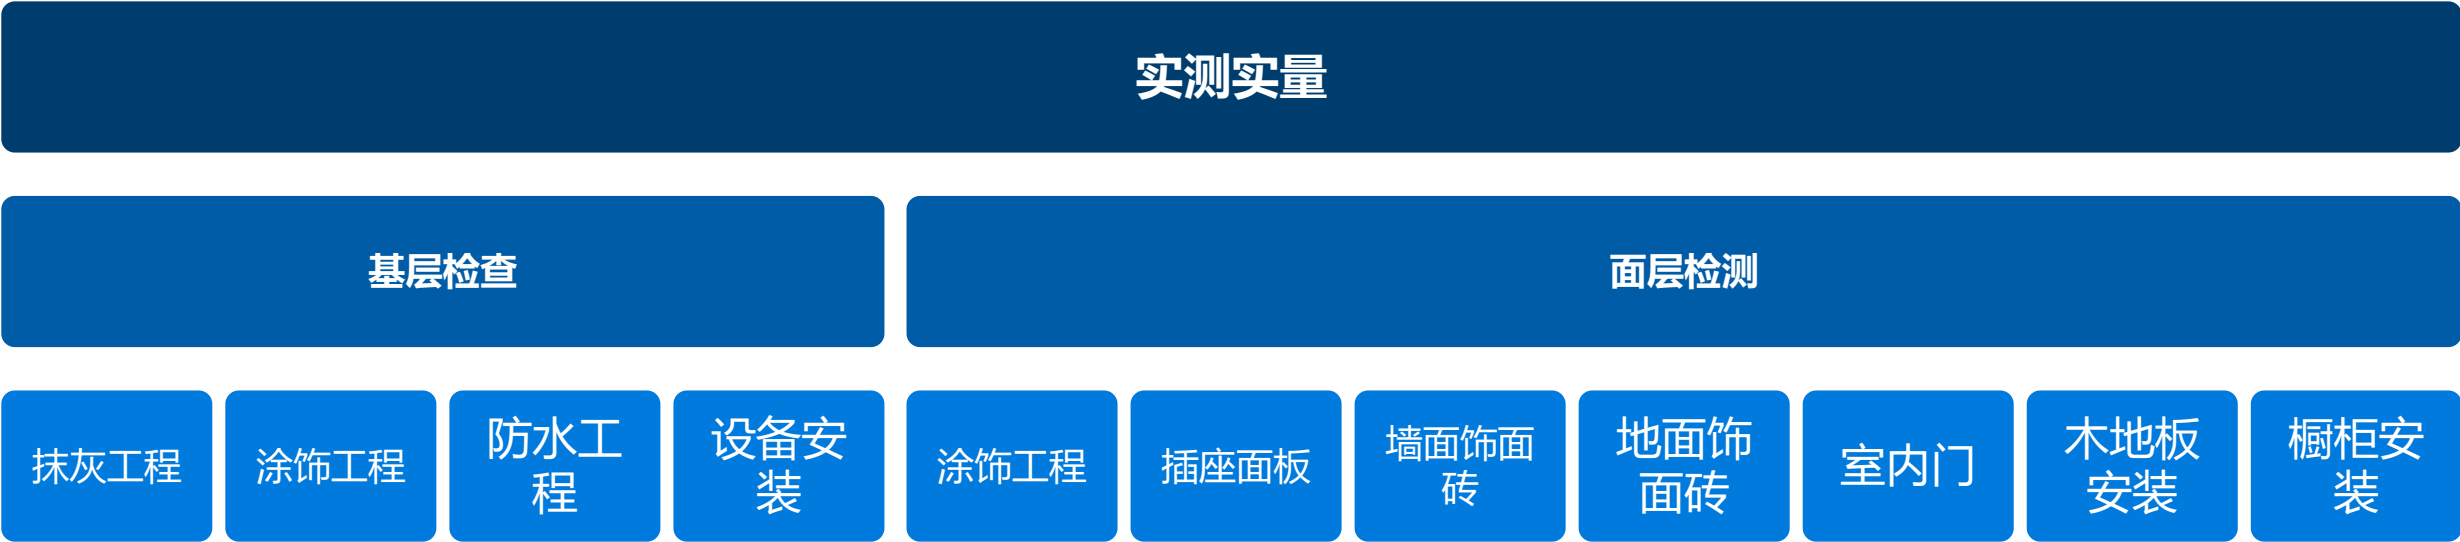 实测实量
基层检查
面层检测
抹灰工程
涂饰工程
防水工
程
设备安
装
涂饰工程
插座面板
墙面饰面
砖
地面饰
面砖
室内门
木地板
安装
橱柜安
装